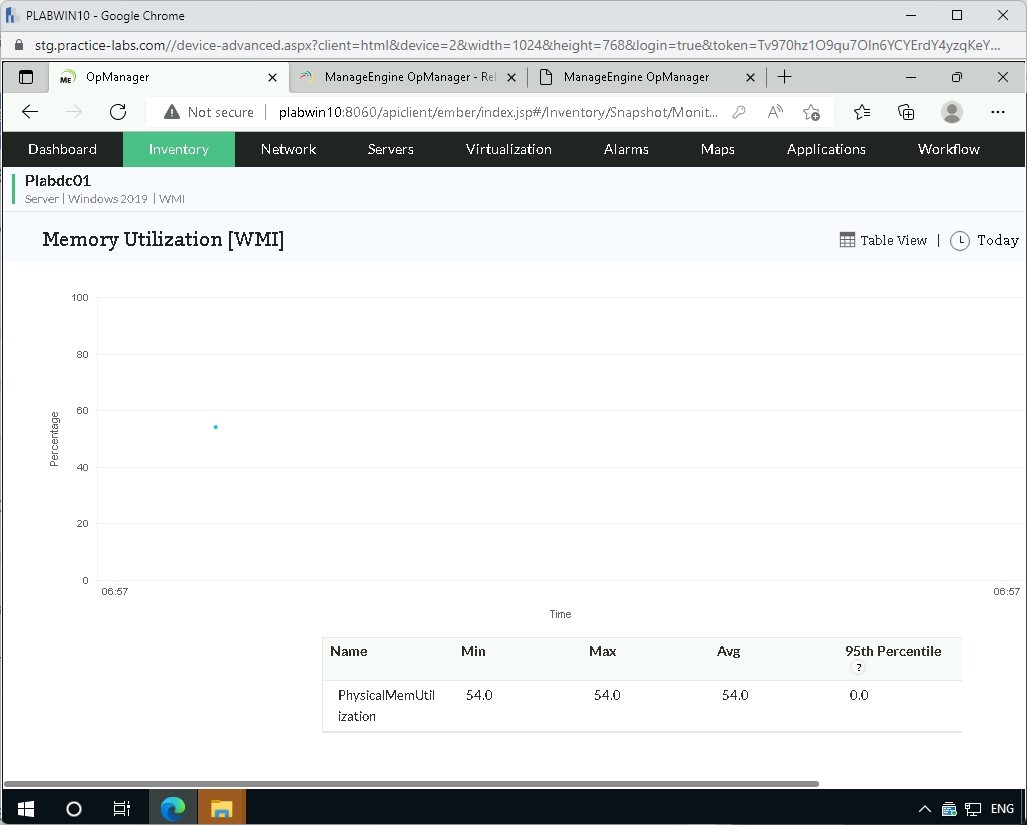 PLABWIN10 - Google Chrome
stg.practice-labs.com//device-advanced.aspx?client=html&device=2&width=1024&height=768&login=true&token=Tv970hz1O9qu7OIn6YCYErdY4yzqKeY...
ME OpManager
ManageEngine OpManager - Rel
ManageEngine OpManager
Not secure
plabwin10:8060/apiclient/ember/index.jsp#/Inventory/Snapshot/Monit...
Dashboard Inventory Network Servers Virtualization Alarms Maps Applications Workflow
Plabdc01
Server | Windows 2019 | WMI
Memory Utilization [WMI]
Table View | Today
100
80
60
40
20
0
Percentage
06:57 06:57
Time
Name Min Max Avg 95th Percentile
?
PhysicalMemUtil 54.0 54.0 54.0 0.0
ization
ENG